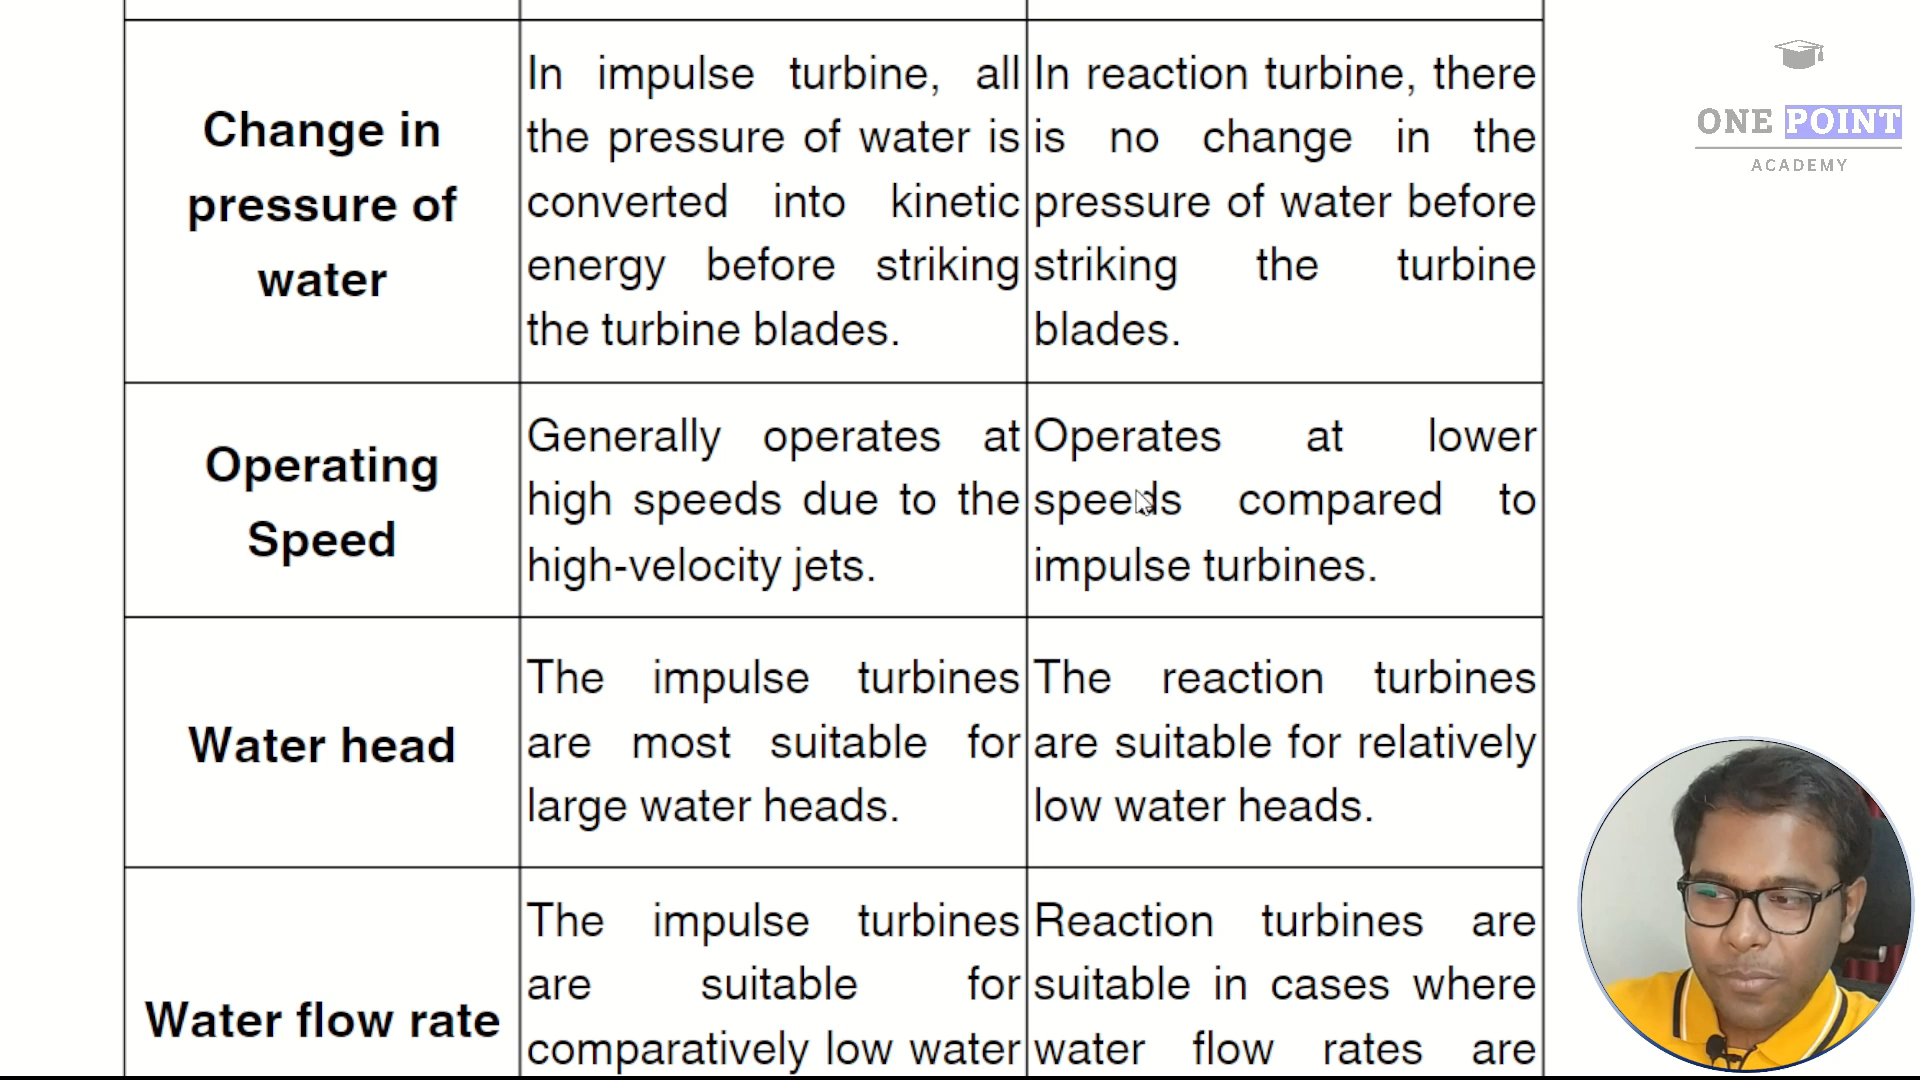 Change in
pressure of
water
In impulse turbine, all
the pressure of water is
converted into kinetic
energy before striking
the turbine blades.
In reaction turbine, there
is no change in the
pressure of water before
striking the turbine
blades.
Operating
Speed
Generally operates at
high speeds due to the
high-velocity jets.
Operates at lower
speeds compared to
impulse turbines.
Water head
The impulse turbines
are most suitable for
large water heads.
The reaction turbines
are suitable for relatively
low water heads.
Water flow rate
The impulse turbines
are suitable for
comparatively low water
Reaction turbines are
suitable in cases where
water flow rates are
ONE POINT
ACADEMY